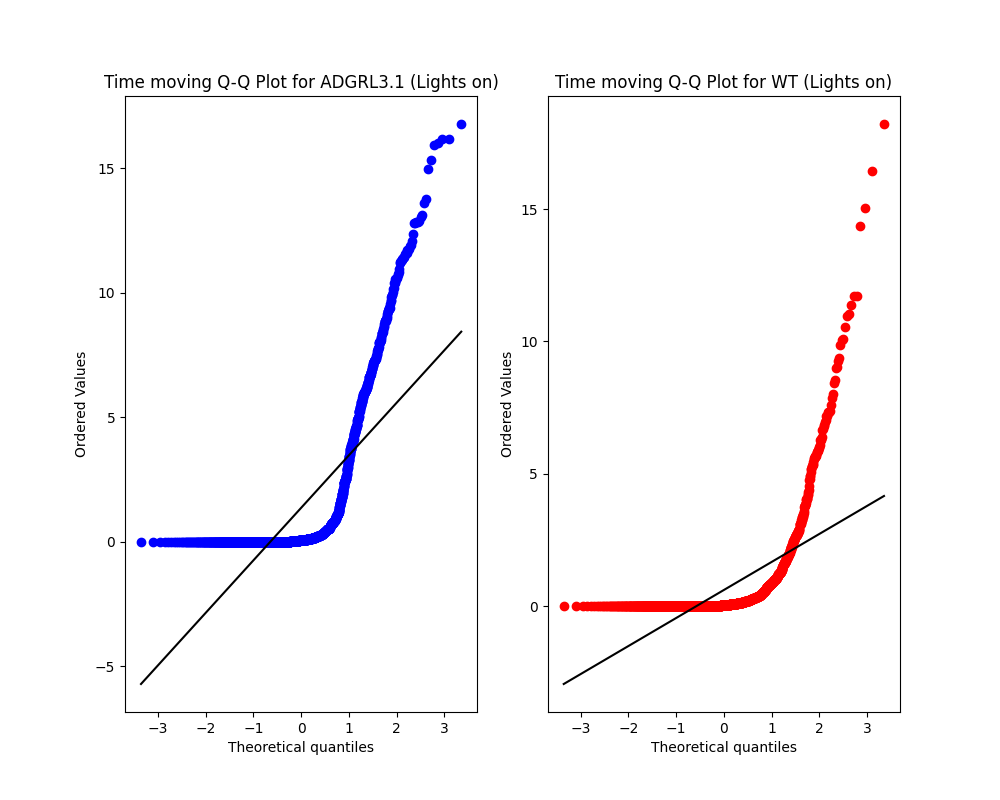 Time moving Q-Q Plot for ADGRL3.1 (Lights on)
Ordered Values
15
10
5
0
−5
−3 −2 −1 0 1 2 3
Theoretical quantiles
Time moving Q-Q Plot for WT (Lights on)
Ordered Values
15
10
5
0
−3 −2 −1 0 1 2 3
Theoretical quantiles